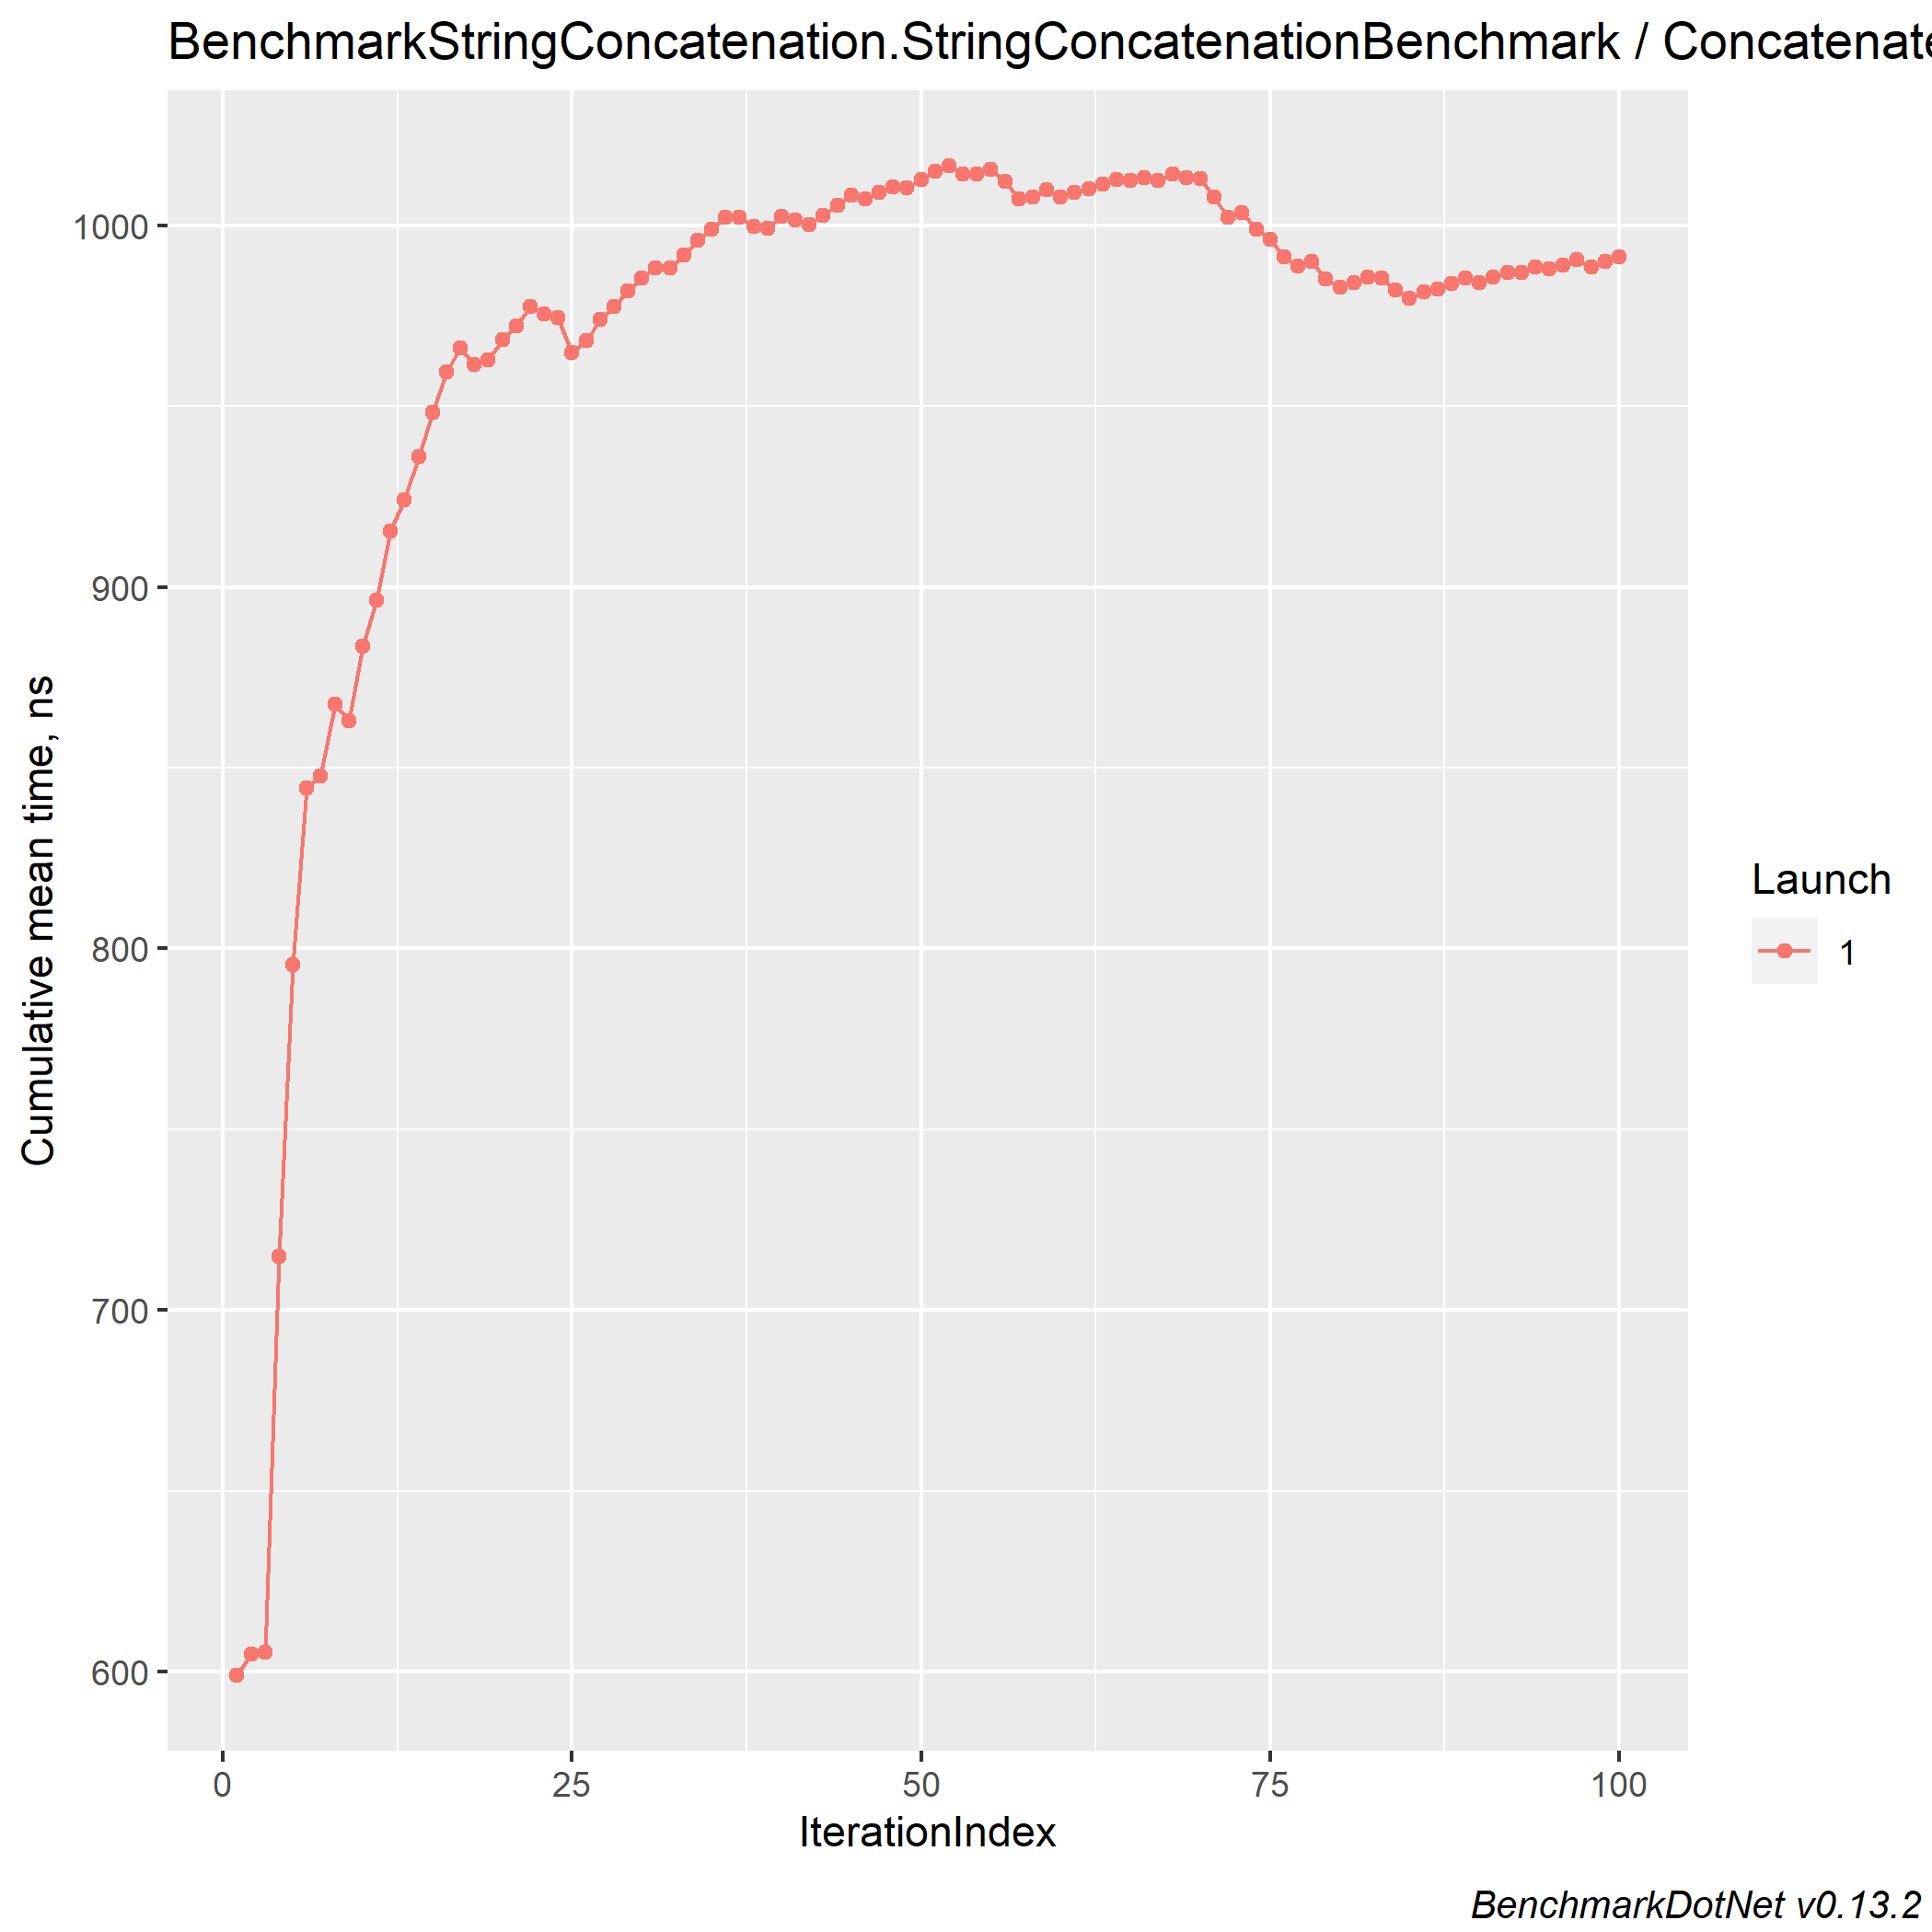 BenchmarkStringConcatenation.StringConcatenationBenchmark / Concatenate
Cumulative mean time, ns
1000
900
800
700
600
0 25 50 75 100
IterationIndex
Launch
1
BenchmarkDotNet v0.13.2